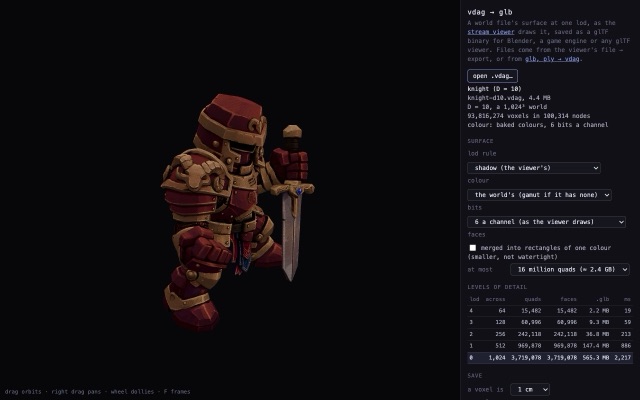 vdag → glb
A world file's surface at one lod, as the
stream viewer draws it, saved as a glTF
binary for Blender, a game engine or any glTF
viewer. Files come from the viewer's file →
export, or from glb, ply → vdag.
open .vdag…
knight (D = 10)
knight-d10.vdag, 4.4 MB
D = 10, a 1,024³ world
93,816,274 voxels in 100,314 nodes
colour: baked colours, 6 bits a channel
SURFACE
lod rule
shadow (the viewer's)
colour
the world's (gamut if it has none)
bits
6 a channel (as the viewer draws)
faces
merged into rectangles of one colour
(smaller, not watertight)
at most 16 million quads (≈ 2.4 GB)
LEVELS OF DETAIL
lod across quads faces .glb ms
4 64 15,482 15,482 2.2 MB 19
3 128 60,996 60,996 9.3 MB 59
2 256 242,118 242,118 36.8 MB 213
1 512 969,878 969,878 147.4 MB 886
0 1,024 3,719,078 3,719,078 565.3 MB 2,217
SAVE
a voxel is 1 cm
drag orbits · right drag pans · wheel dollies · F frames